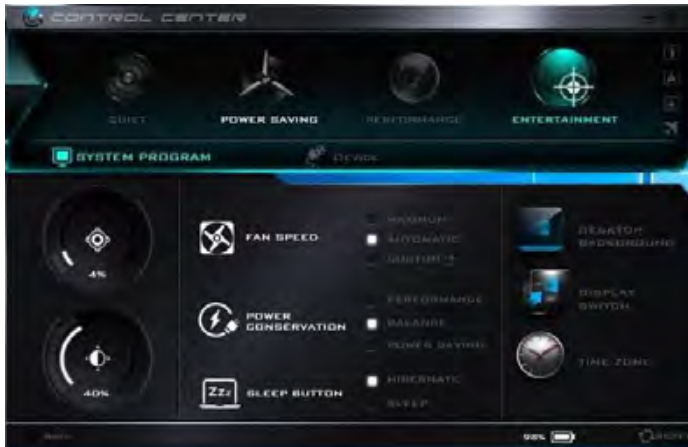 CONTROL CENTER
QUIET
POWER SAVING
PERFORMANCE
ENTERTAINMENT
SYSTEM PROGRAM
DEVICE
4%
40%
FAN SPEED
MAXIMUM
AUTOMATIC
POWER
CONSERVATION
PERFORMANCE
BALANCE
POWER SAVING
Zzz
SLEEP BUTTON
HIBERNATE
SLEEP
DESKTOP
BACKGROUND
DISPLAY
SWITCH
TIME ZONE
98%